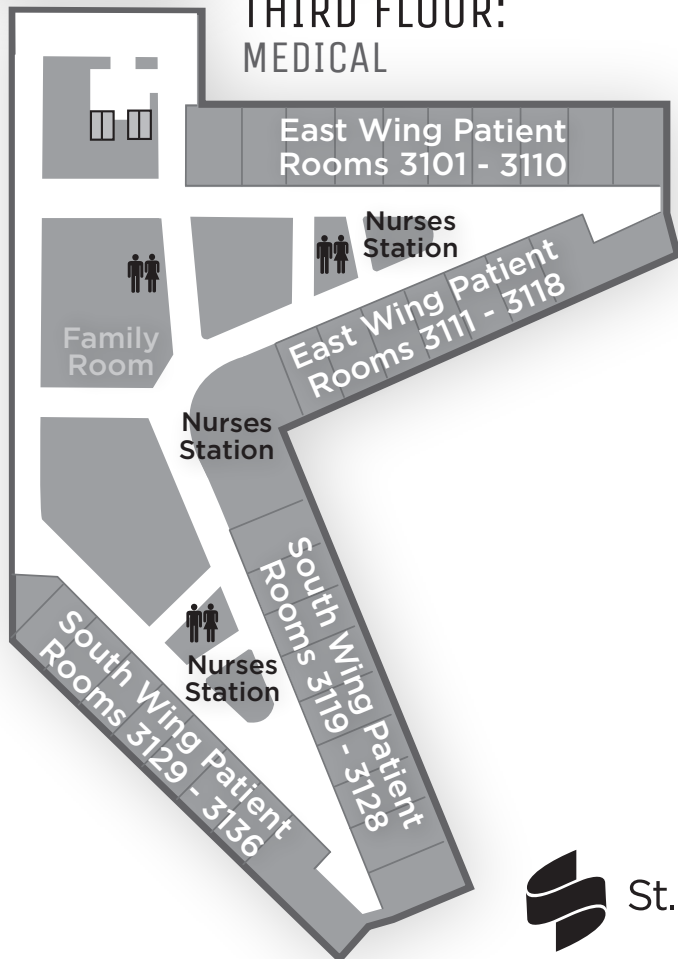 THIRD FLOOR:
MEDICAL
East Wing Patient
Rooms 3101 - 3110
Nurses
Station
East Wing Patient
Rooms 3111 - 3118
Family
Room
Nurses
Station
South Wing Patient
Rooms 3119 - 3128
Nurses
Station
South Wing Patient
Rooms 3129 - 3136
St.